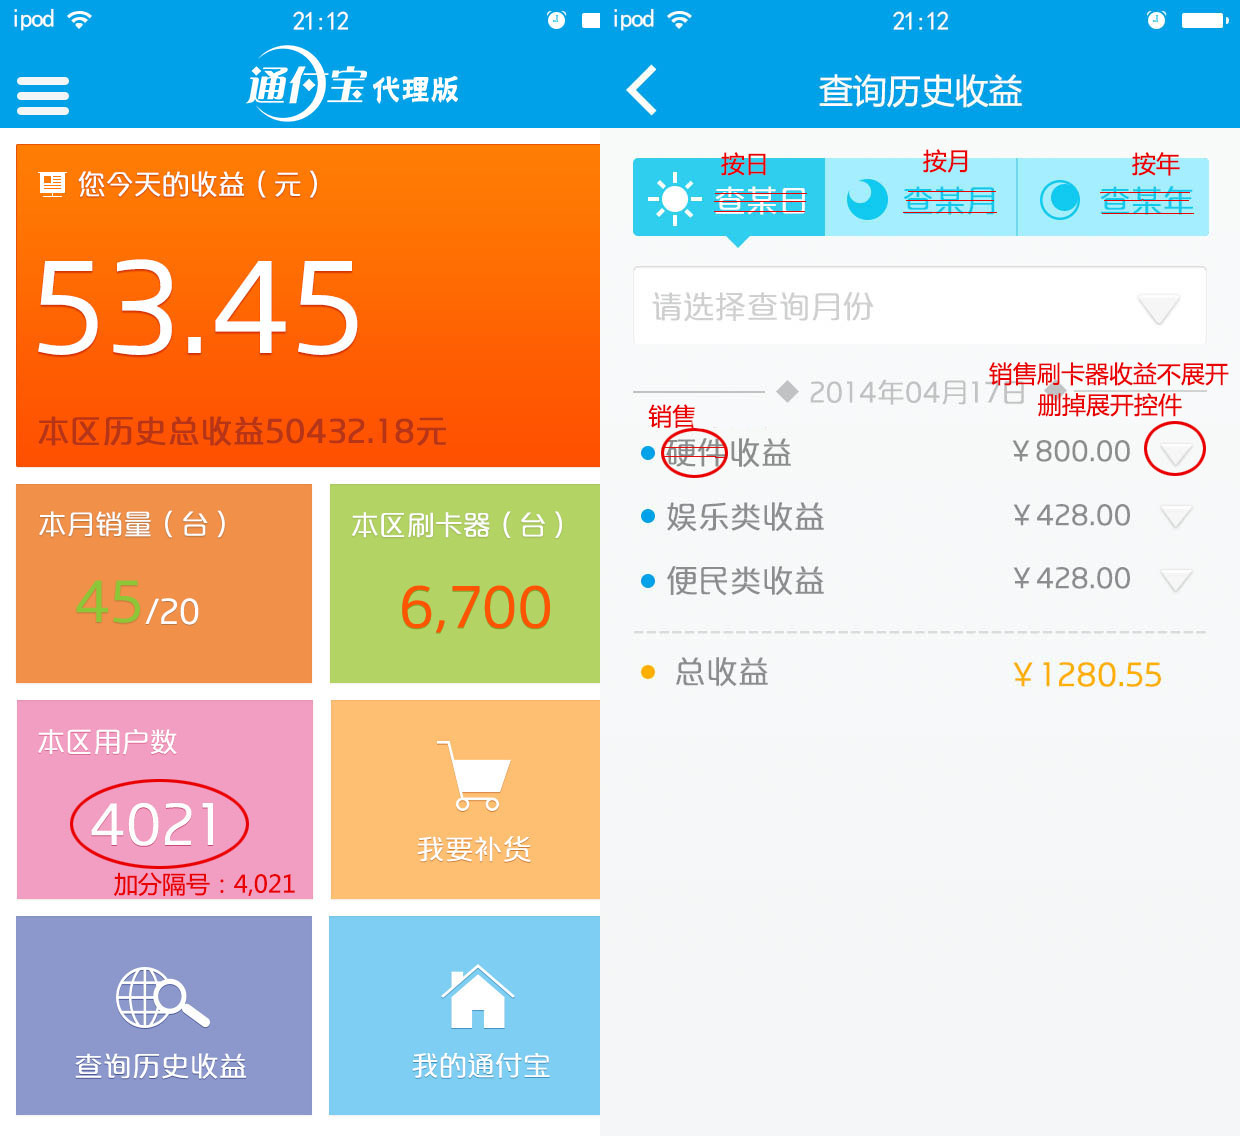 ipod
21:12
通付宝 代理版
您今天的收益（元）
53.45
本区历史总收益50432.18元
本月销量（台）
45/20
本区刷卡器（台）
6,700
本区用户数
4021
加分隔号：4,021
我要补货
查询历史收益
我的通付宝
ipod
21:12
查询历史收益
按日
查某日
按月
查某月
按年
查某年
请选择查询月份
销售刷卡器收益不展开
删掉展开控件
2014年04月17日
销售
硬件收益
￥800.00
娱乐类收益
￥428.00
便民类收益
￥428.00
总收益
￥1280.55